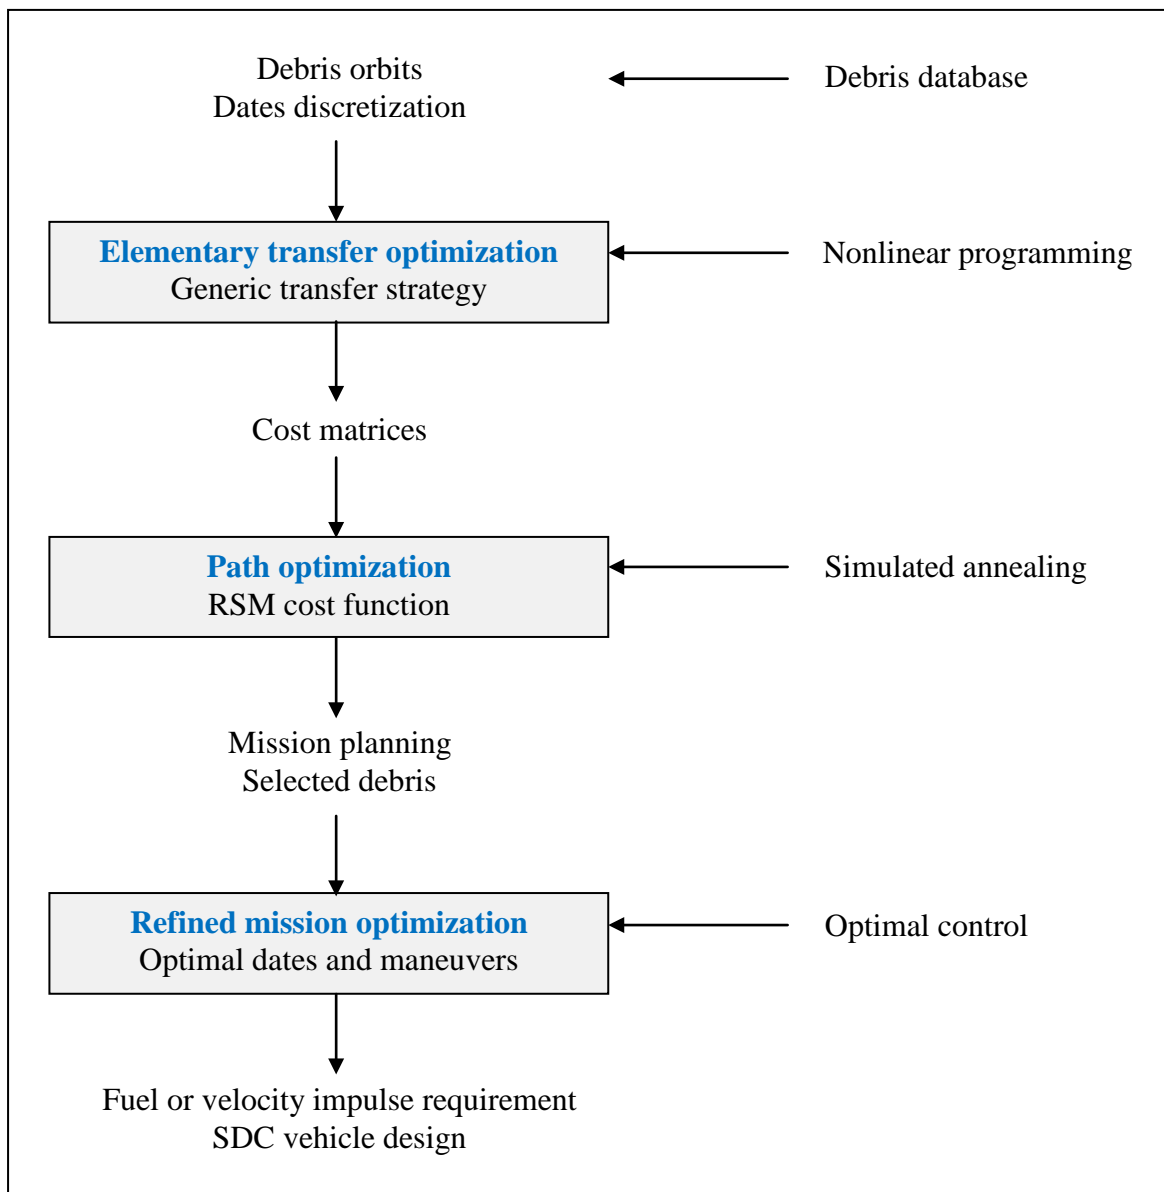 Debris orbits
Dates discretization
Debris database
Elementary transfer optimization
Generic transfer strategy
Nonlinear programming
Cost matrices
Path optimization
RSM cost function
Simulated annealing
Mission planning
Selected debris
Refined mission optimization
Optimal dates and maneuvers
Optimal control
Fuel or velocity impulse requirement
SDC vehicle design